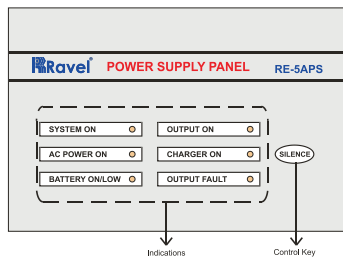 Ravel POWER SUPPLY PANEL RE-5APS
SYSTEM ON OUTPUT ON
AC POWER ON CHARGER ON SILENCE
BATTERY ON/LOW OUTPUT FAULT
Indications Control Key